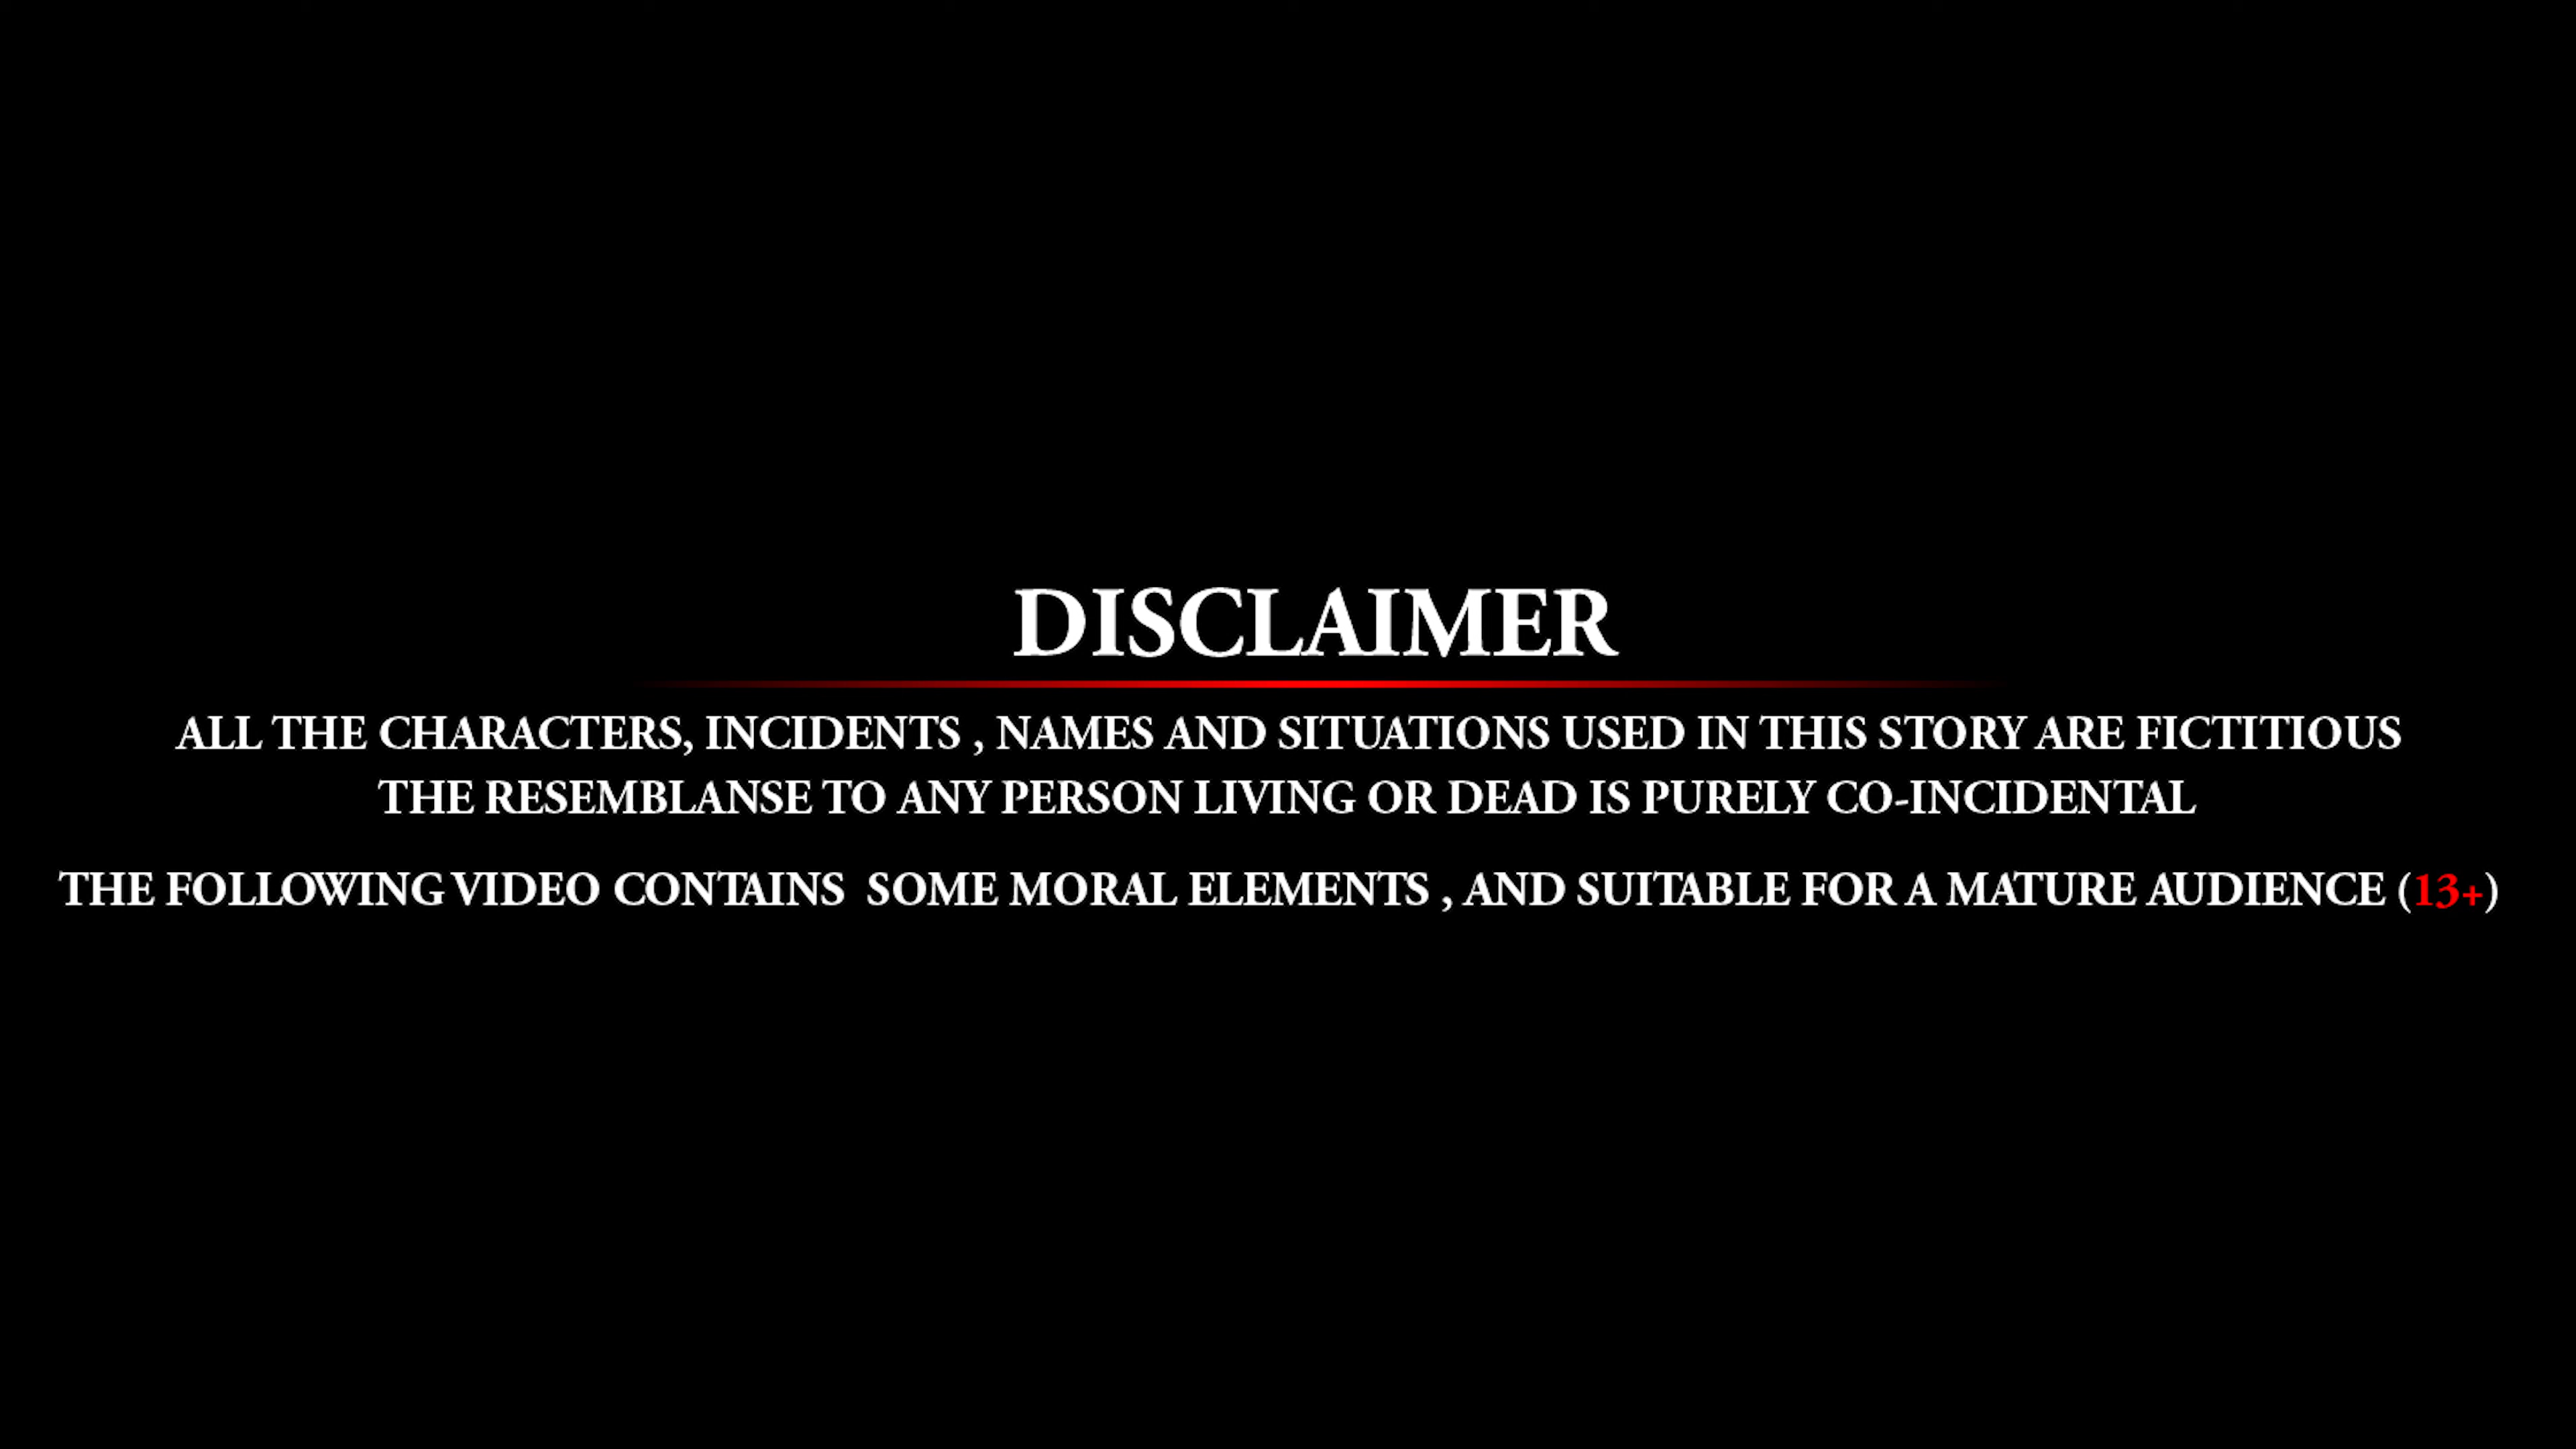 DISCLAIMER
ALL THE CHARACTERS, INCIDENTS , NAMES AND SITUATIONS USED IN THIS STORY ARE FICTITIOUS
THE RESEMBLANSE TO ANY PERSON LIVING OR DEAD IS PURELY CO-INCIDENTAL
THE FOLLOWING VIDEO CONTAINS  SOME MORAL ELEMENTS , AND SUITABLE FOR A MATURE AUDIENCE (13+)